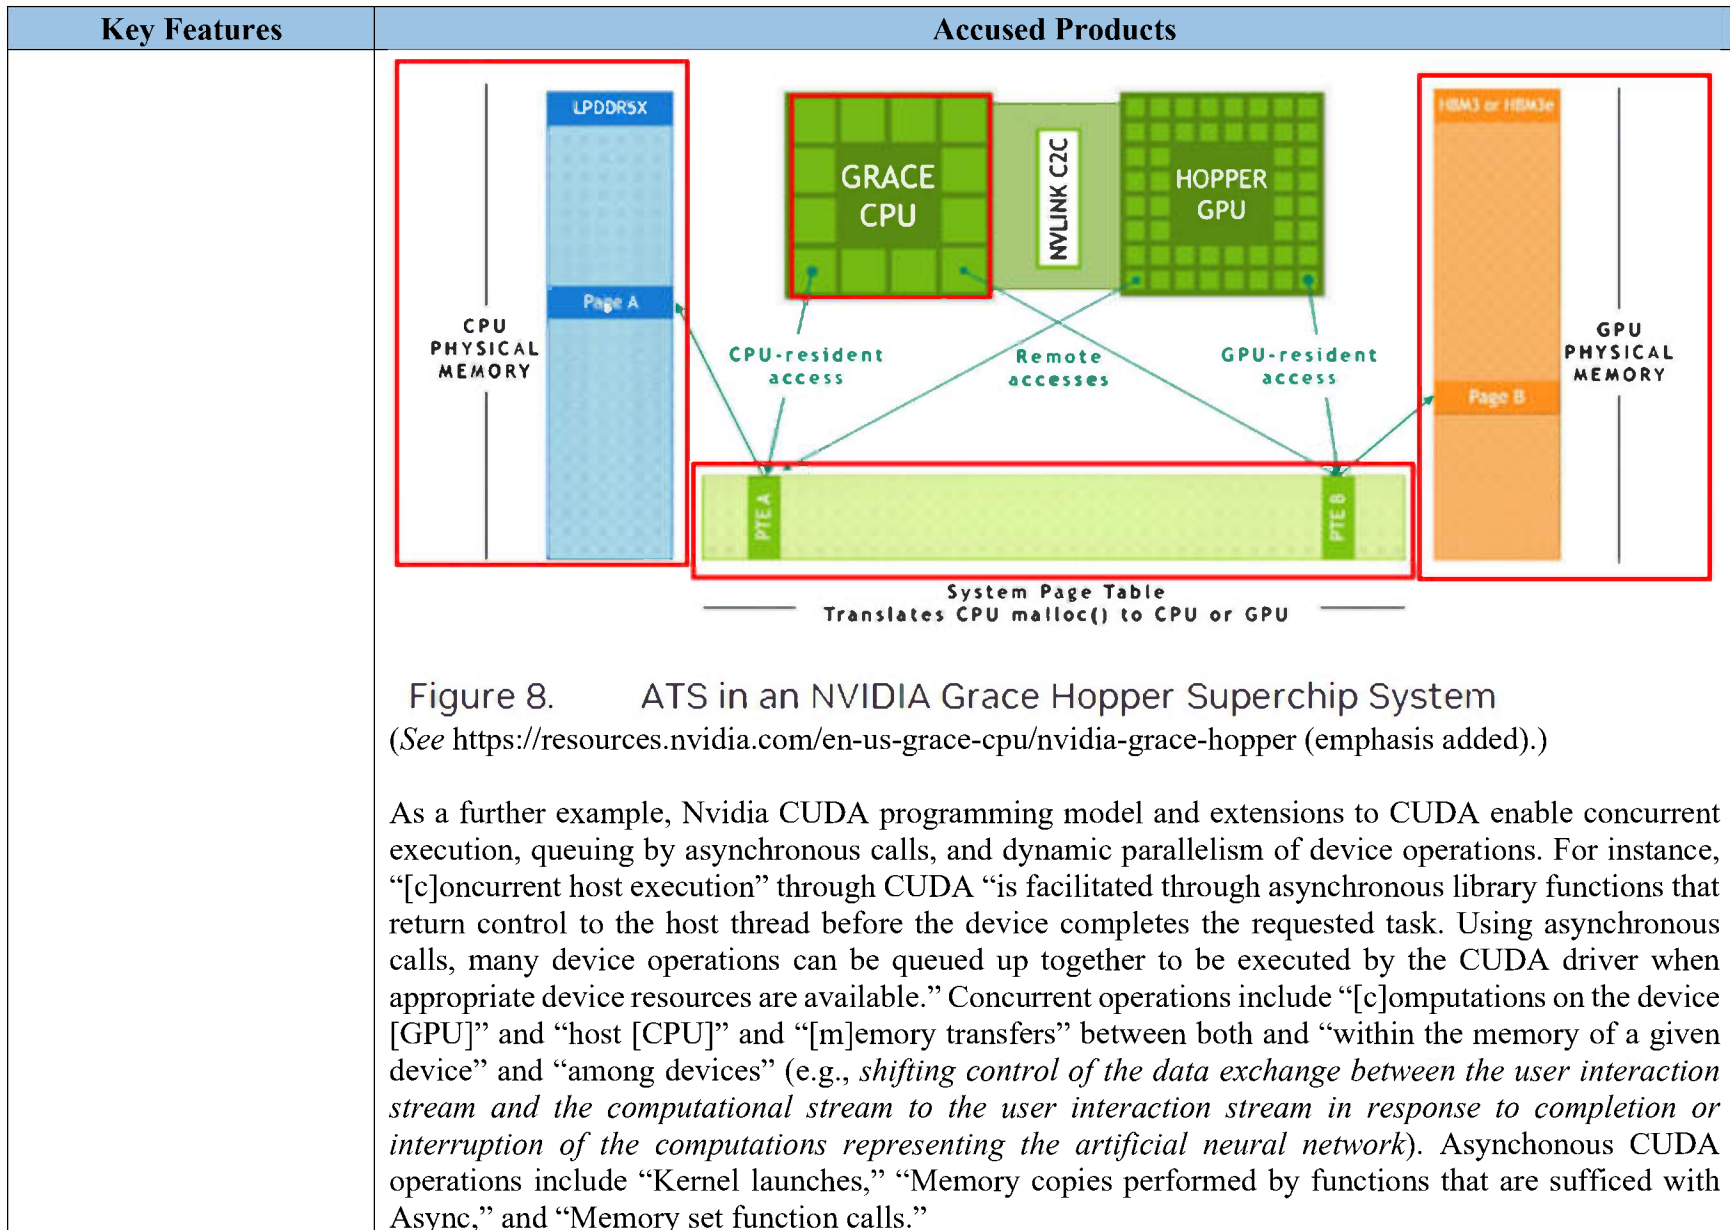 Key Features
Accused Products
LPDDR5X
HBM3 or HBM3e
GRACE
CPU
NVLINK C2C
HOPPER
GPU
Page A
CPU
PHYSICAL
MEMORY
CPU-resident
access
Remote
accesses
GPU-resident
access
GPU
PHYSICAL
MEMORY
Page B
PTE A
PTE B
System Page Table
Translates CPU malloc() to CPU or GPU
Figure 8. ATS in an NVIDIA Grace Hopper Superchip System
(See https://resources.nvidia.com/en-us-grace-cpu/nvidia-grace-hopper (emphasis added).)
As a further example, Nvidia CUDA programming model and extensions to CUDA enable concurrent
execution, queuing by asynchronous calls, and dynamic parallelism of device operations. For instance,
“[c]oncurrent host execution” through CUDA “is facilitated through asynchronous library functions that
return control to the host thread before the device completes the requested task. Using asynchronous
calls, many device operations can be queued up together to be executed by the CUDA driver when
appropriate device resources are available.” Concurrent operations include “[c]omputations on the device
[GPU]” and “host [CPU]” and “[m]emory transfers” between both and “within the memory of a given
device” and “among devices” (e.g., shifting control of the data exchange between the user interaction
stream and the computational stream to the user interaction stream in response to completion or
interruption of the computations representing the artificial neural network). Asynchonous CUDA
operations include “Kernel launches,” “Memory copies performed by functions that are sufficed with
Async,” and “Memory set function calls.”